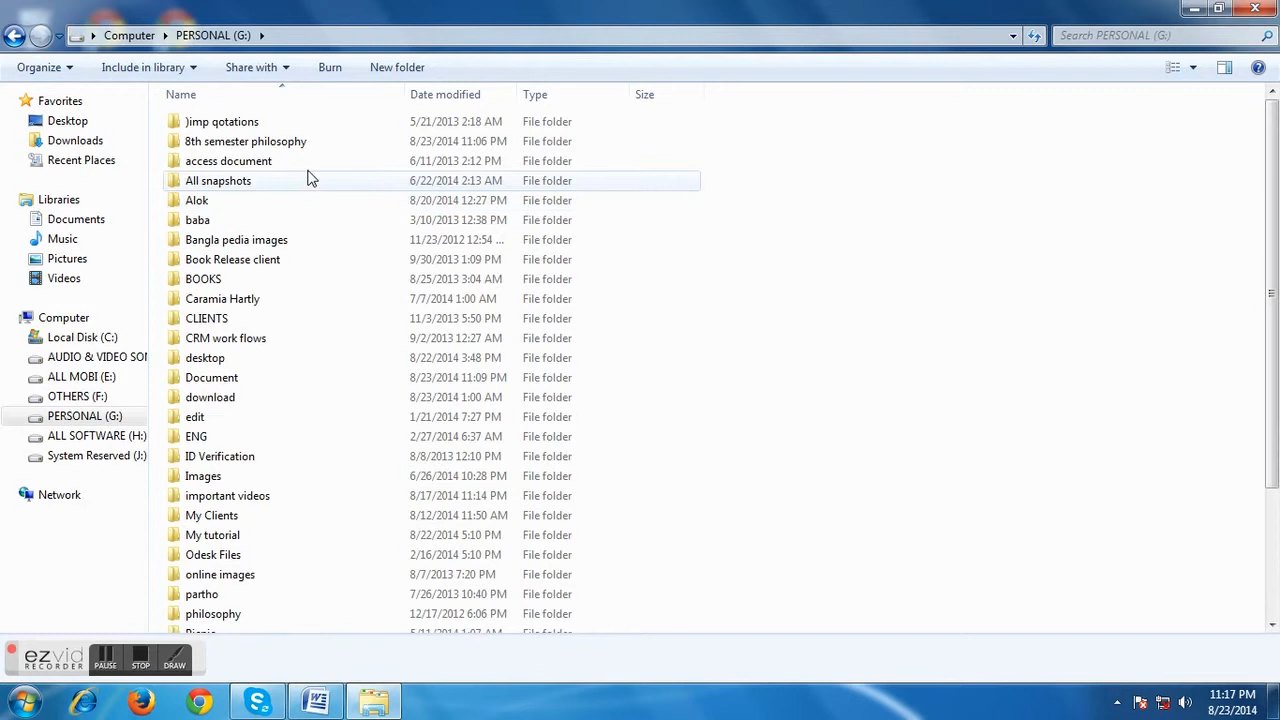 Computer PERSONAL (G:) Search PERSONAL (G:)
Organize Include in library Share with Burn New folder
Name Date modified Type Size
Favorites
Desktop
Downloads
Recent Places
Libraries
Documents
Music
Pictures
Videos
Computer
Local Disk (C:)
AUDIO & VIDEO SON
ALL MOBI (E:)
OTHERS (F:)
PERSONAL (G:)
ALL SOFTWARE (H:)
System Reserved (J:)
Network
)imp qotations 5/21/2013 2:18 AM File folder
8th semester philosophy 8/23/2014 11:06 PM File folder
access document 6/11/2013 2:12 PM File folder
All snapshots 6/22/2014 2:13 AM File folder
Alok 8/20/2014 12:27 PM File folder
baba 3/10/2013 12:38 PM File folder
Bangla pedia images 11/23/2012 12:54 ... File folder
Book Release client 9/30/2013 1:09 PM File folder
BOOKS 8/25/2013 3:04 AM File folder
Caramia Hartly 7/7/2014 1:00 AM File folder
CLIENTS 11/3/2013 5:50 PM File folder
CRM work flows 9/2/2013 12:27 AM File folder
desktop 8/22/2014 3:48 PM File folder
Document 8/23/2014 11:09 PM File folder
download 8/23/2014 1:00 AM File folder
edit 1/21/2014 7:27 PM File folder
ENG 2/27/2014 6:37 AM File folder
ID Verification 8/8/2013 12:10 PM File folder
Images 6/26/2014 10:28 PM File folder
important videos 8/17/2014 11:14 PM File folder
My Clients 8/12/2014 11:50 AM File folder
My tutorial 8/22/2014 5:10 PM File folder
Odesk Files 2/16/2014 5:10 PM File folder
online images 8/7/2013 7:20 PM File folder
partho 7/26/2013 10:40 PM File folder
philosophy 12/17/2012 6:06 PM File folder
5/11/2014 1:07 AM File folder
ezvid
RECORDER
PAUSE STOP DRAW
11:17 PM
8/23/2014